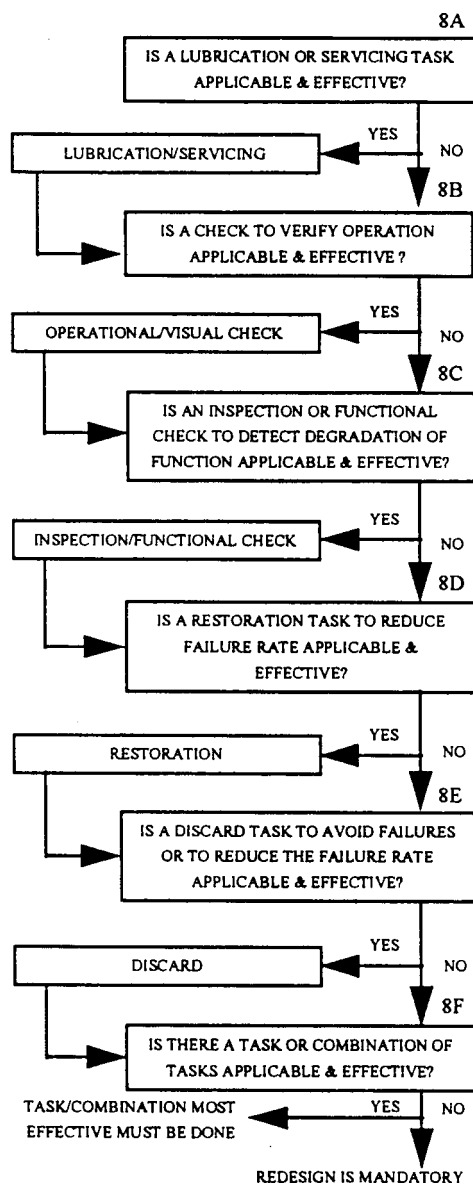 8A
IS A LUBRICATION OR SERVICING TASK
APPLICABLE & EFFECTIVE?
YES
NO
LUBRICATION/SERVICING
8B
IS A CHECK TO VERIFY OPERATION
APPLICABLE & EFFECTIVE ?
YES
NO
OPERATIONAL/VISUAL CHECK
8C
IS AN INSPECTION OR FUNCTIONAL
CHECK TO DETECT DEGRADATION OF
FUNCTION APPLICABLE & EFFECTIVE?
YES
NO
INSPECTION/FUNCTIONAL CHECK
8D
IS A RESTORATION TASK TO REDUCE
FAILURE RATE APPLICABLE &
EFFECTIVE?
YES
NO
RESTORATION
8E
IS A DISCARD TASK TO AVOID FAILURES
OR TO REDUCE THE FAILURE RATE
APPLICABLE & EFFECTIVE?
YES
NO
DISCARD
8F
IS THERE A TASK OR COMBINATION OF
TASKS APPLICABLE & EFFECTIVE?
YES
NO
TASK/COMBINATION MOST
EFFECTIVE MUST BE DONE
REDESIGN IS MANDATORY